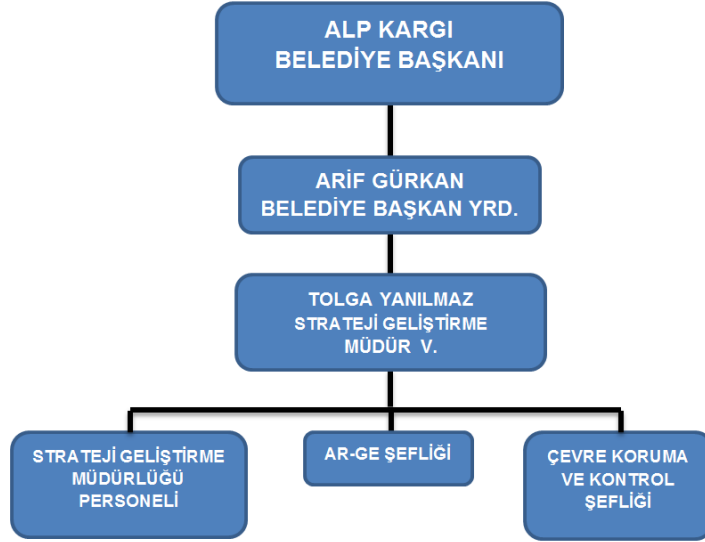 ALP KARGI
BELEDİYE BAŞKANI
ARİF GÜRKAN
BELEDİYE BAŞKAN YRD.
TOLGA YANILMAZ
STRATEJİ GELİŞTİRME
MÜDÜR V.
STRATEJİ GELİŞTİRME
MÜDÜRLÜĞÜ
PERSONELİ
AR-GE ŞEFLİĞİ
ÇEVRE KORUMA
VE KONTROL
ŞEFLİĞİ